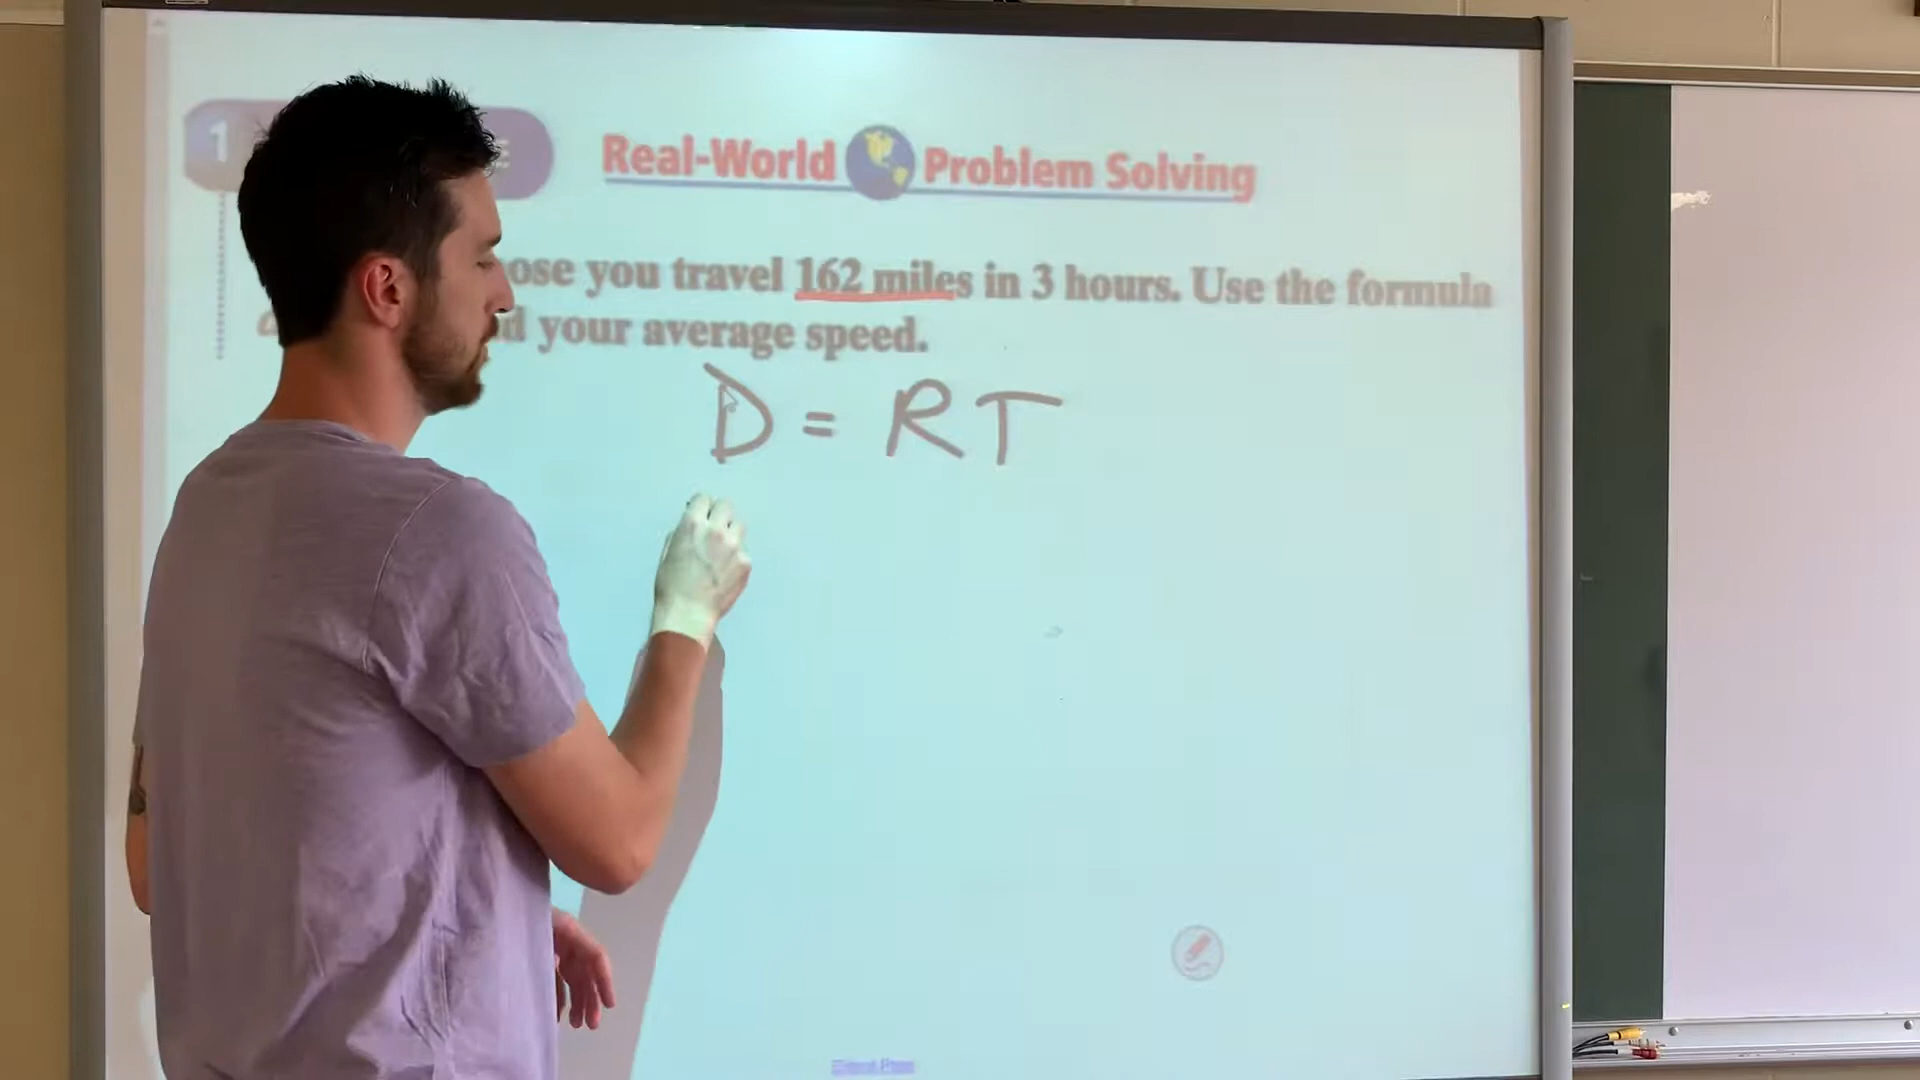 1
Real-World Problem Solving
ose you travel 162 miles in 3 hours. Use the formula
d your average speed.
D = RT